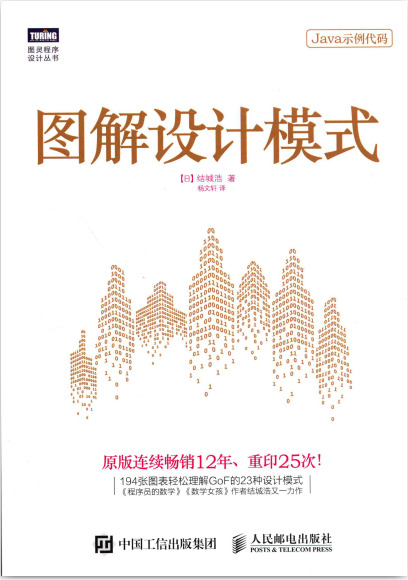 TURING
图灵程序
设计丛书
Java示例代码
图解设计模式
【日】结城浩 著
杨文轩 译
原版连续畅销12年、重印25次!
194张图表轻松理解GoF的23种设计模式
《程序员的数学》《数学女孩》作者结城浩又一力作
中国工信出版集团
人民邮电出版社
POSTS & TELECOM PRESS